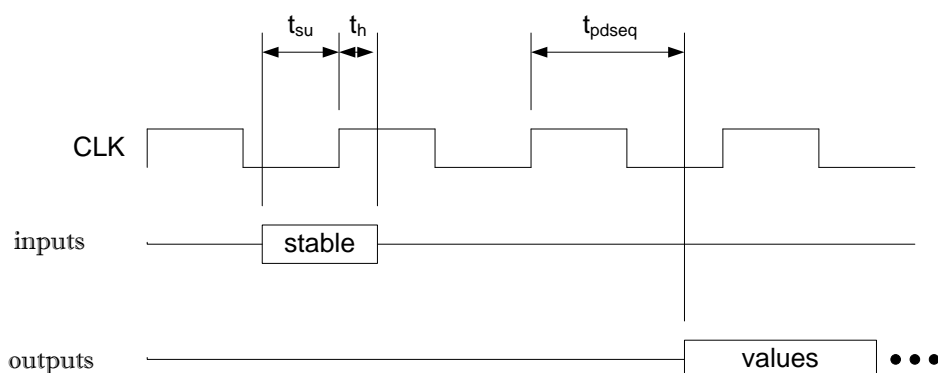 tsu th tpdseq
CLK
inputs stable
outputs values •••